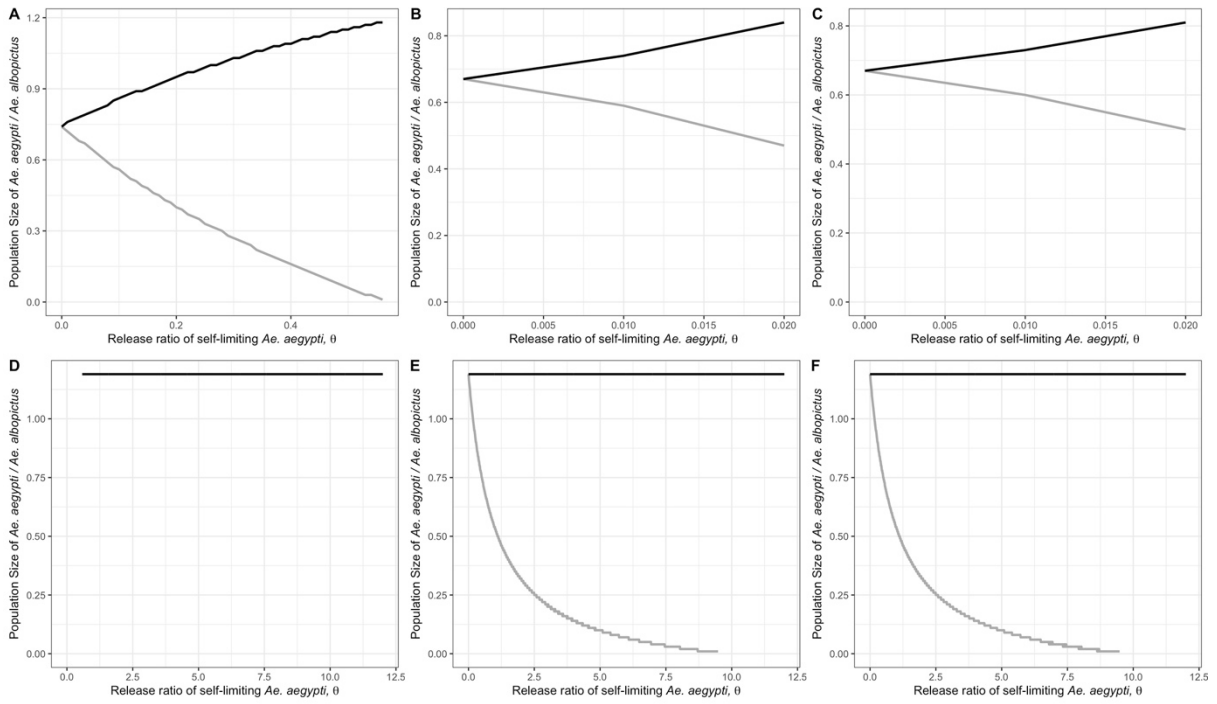 A
Population Size of Ae. aegypti / Ae. albopictus
1.2
0.9
0.6
0.3
0.0
0.0 0.2 0.4
Release ratio of self-limiting Ae. aegypti, θ
B
Population Size of Ae. aegypti / Ae. albopictus
0.8
0.6
0.4
0.2
0.0
0.000 0.005 0.010 0.015 0.020
Release ratio of self-limiting Ae. aegypti, θ
C
Population Size of Ae. aegypti / Ae. albopictus
0.8
0.6
0.4
0.2
0.0
0.000 0.005 0.010 0.015 0.020
Release ratio of self-limiting Ae. aegypti, θ
D
Population Size of Ae. aegypti / Ae. albopictus
1.00
0.75
0.50
0.25
0.00
0.0 2.5 5.0 7.5 10.0 12.5
Release ratio of self-limiting Ae. aegypti, θ
E
Population Size of Ae. aegypti / Ae. albopictus
1.00
0.75
0.50
0.25
0.00
0.0 2.5 5.0 7.5 10.0 12.5
Release ratio of self-limiting Ae. aegypti, θ
F
Population Size of Ae. aegypti / Ae. albopictus
1.00
0.75
0.50
0.25
0.00
0.0 2.5 5.0 7.5 10.0 12.5
Release ratio of self-limiting Ae. aegypti, θ